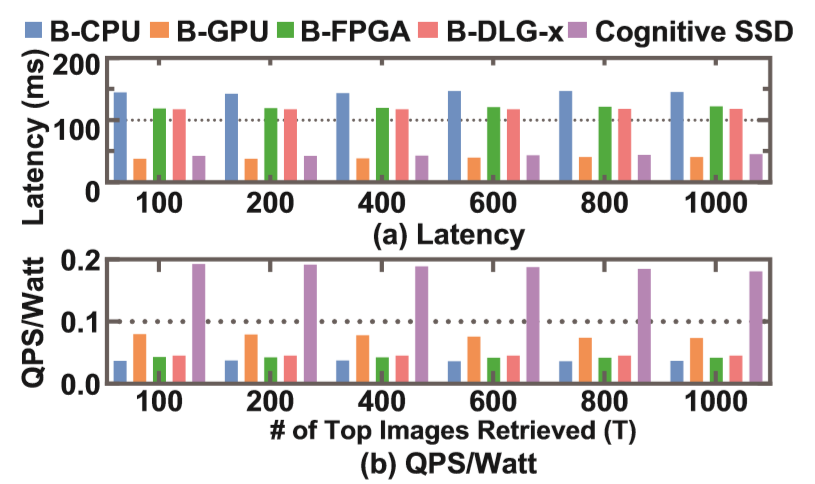 B-CPU B-GPU B-FPGA B-DLG-x Cognitive SSD
Latency (ms)
200
100
0
100 200 400 600 800 1000
(a) Latency
QPS/Watt
0.2
0.1
0.0
100 200 400 600 800 1000
# of Top Images Retrieved (T)
(b) QPS/Watt